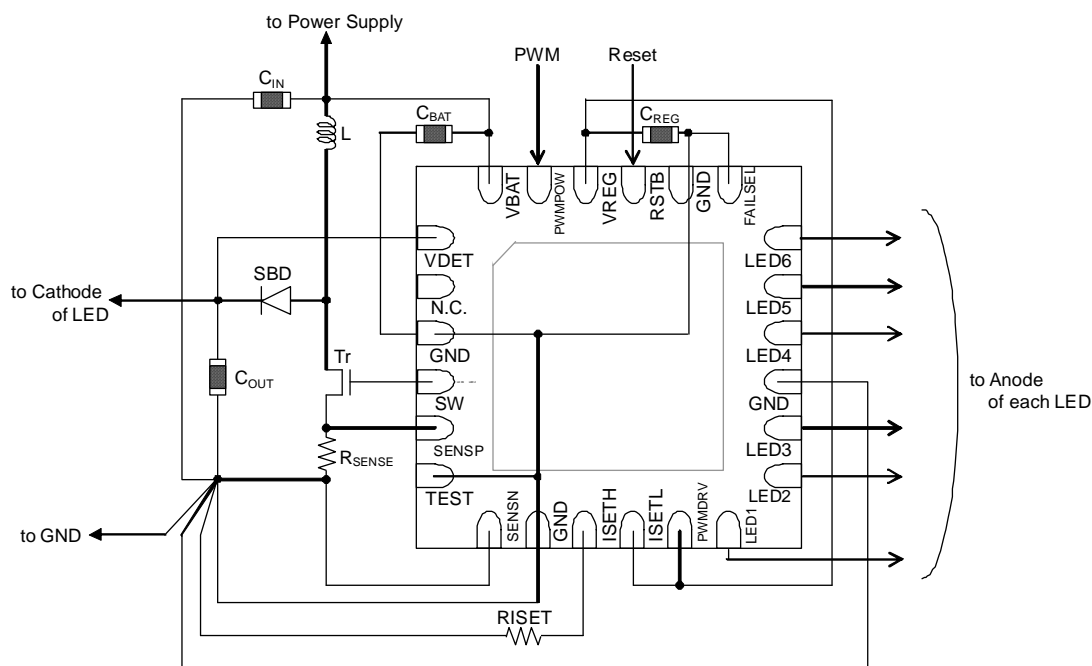 to Power Supply
PWM
Reset
CIN
CBAT
CREG
L
VBAT
PWMPOW
VREG
RSTB
GND
FAILSEL
VDET
N.C.
GND
SW
SENSP
TEST
LED6
LED5
LED4
GND
LED3
LED2
SBD
to Cathode
of LED
Tr
COUT
RSENSE
to Anode
of each LED
SENSN
GND
ISETH
ISETL
PWMDRV
LED1
to GND
RISET